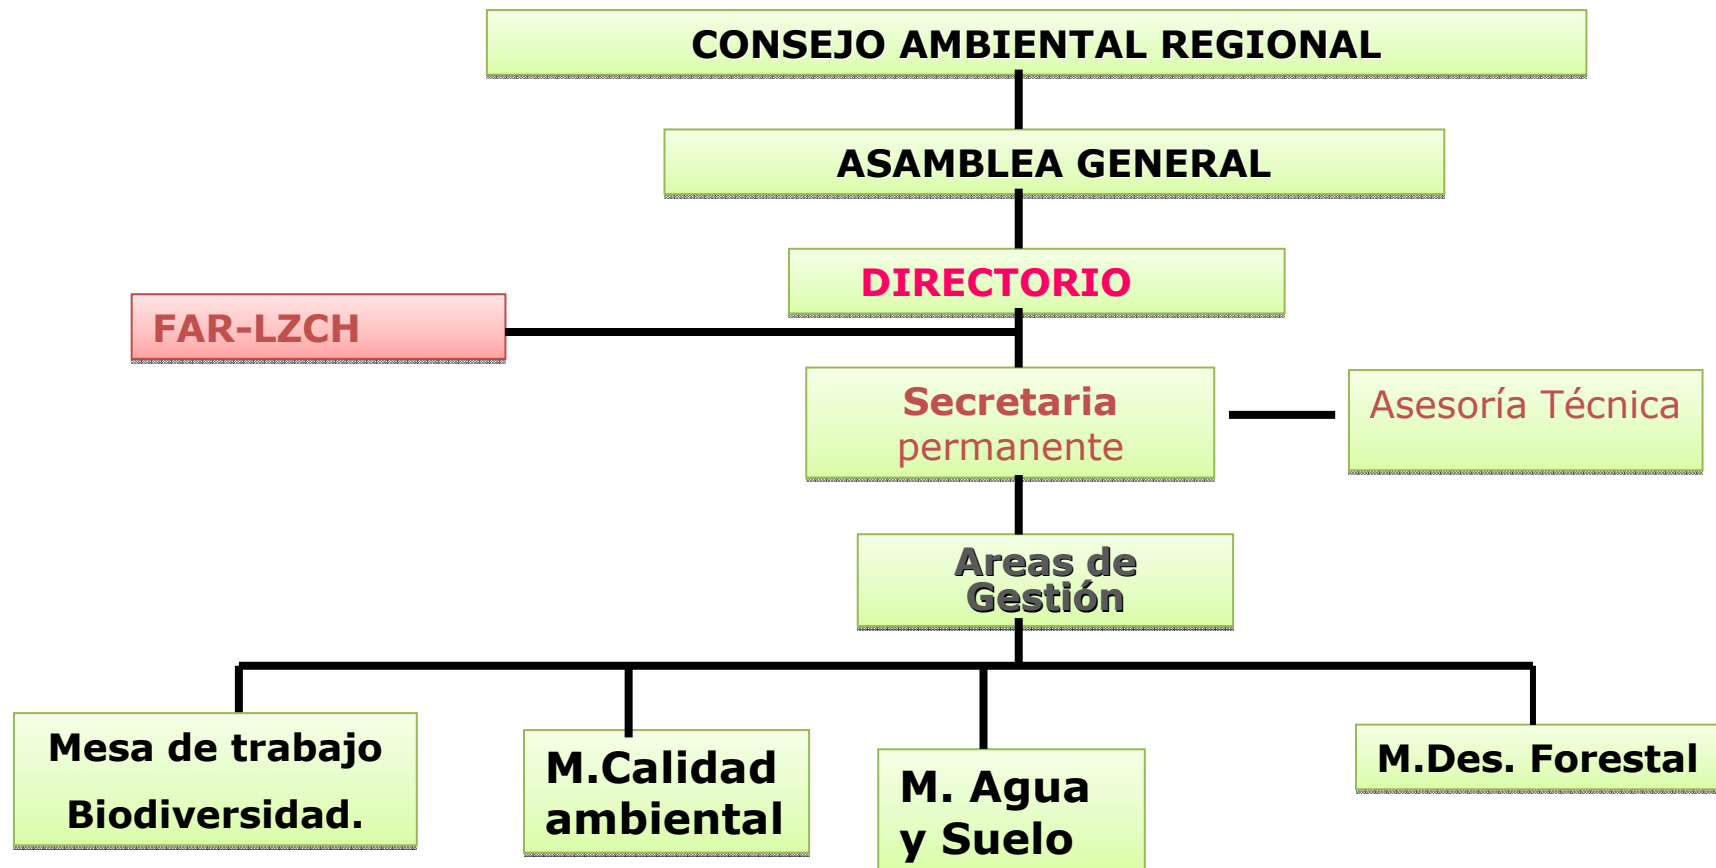 CONSEJO AMBIENTAL REGIONAL
ASAMBLEA GENERAL
DIRECTORIO
FAR-LZCH
Secretaria
permanente
Asesoría Técnica
Areas de
Gestión
Mesa de trabajo
Biodiversidad.
M.Calidad
ambiental
M. Agua
y Suelo
M.Des. Forestal